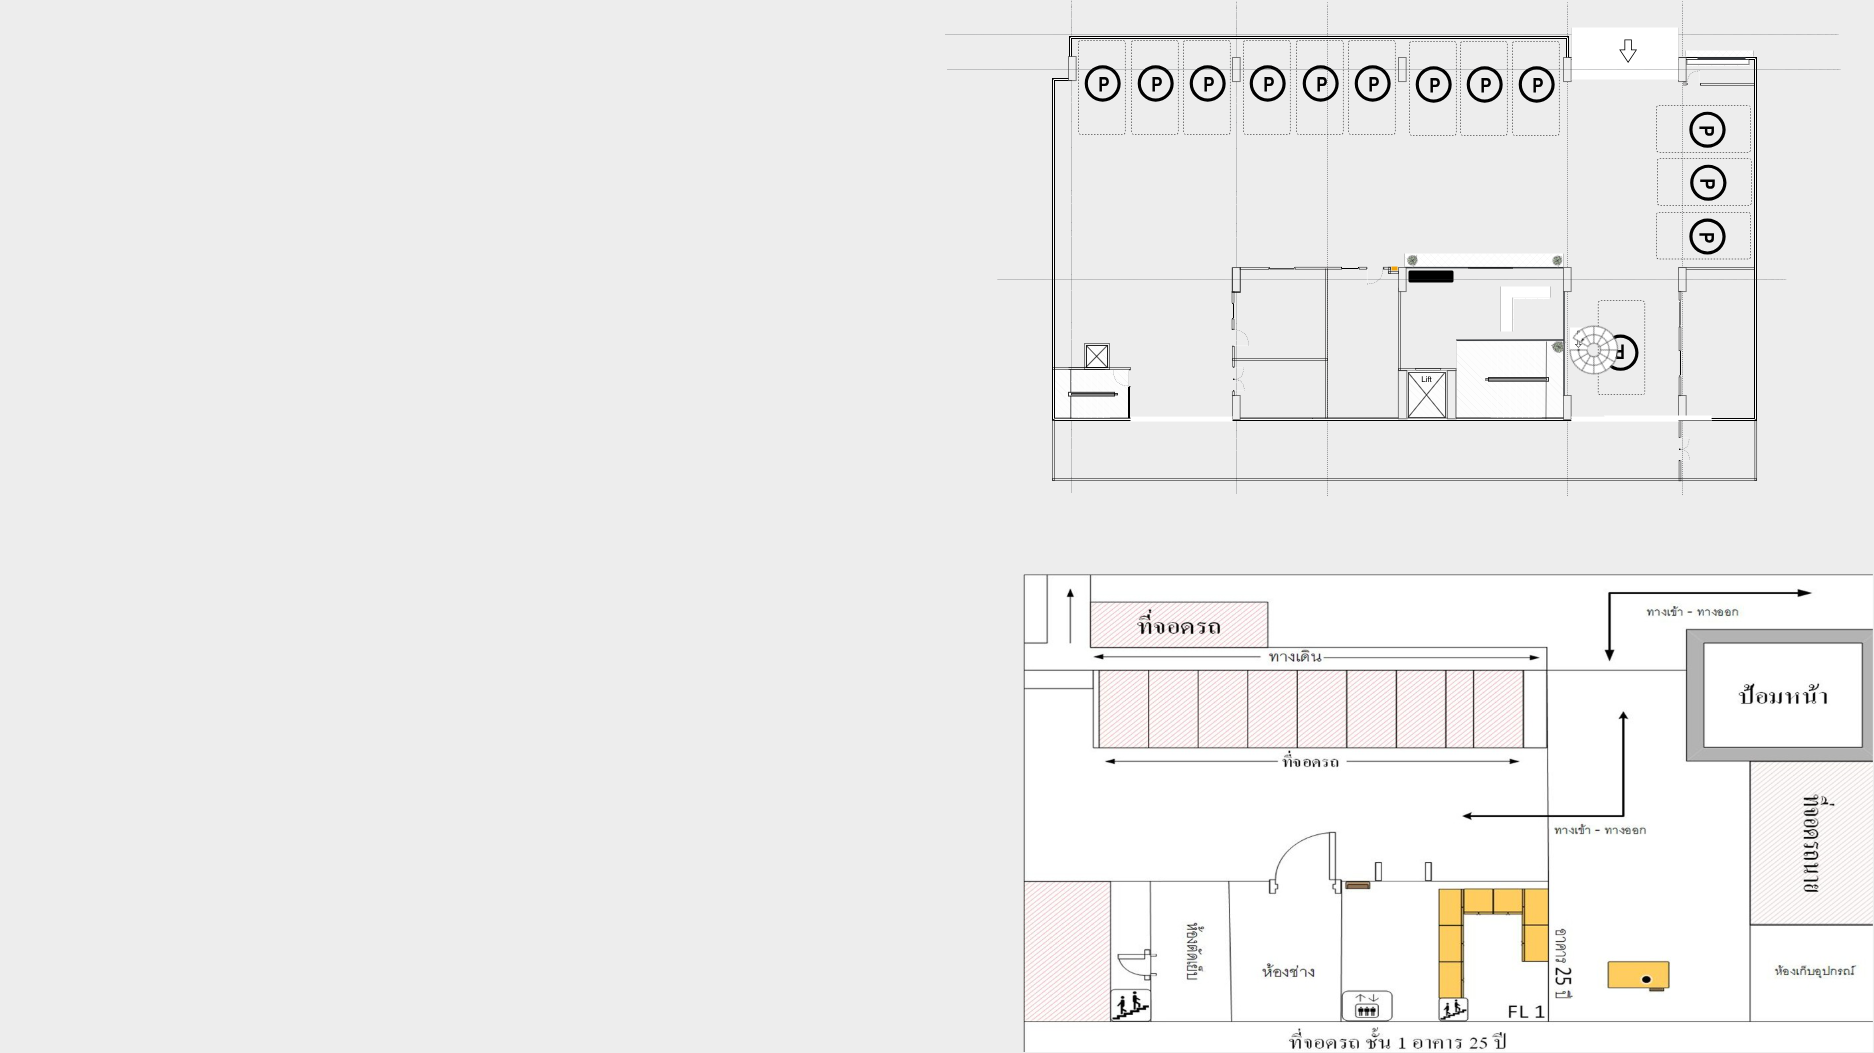 P P P P P P P P P
P
P
P
P
Lift
ที่จอดรถ
ทางเข้า - ทางออก
ทางเดิน
ป้อมหน้า
ที่จอดรถ
ทางเข้า - ทางออก
ที่จอดรถนาย
ห้องตัดเย็บ
ห้องช่าง
อาคาร 25 ปี
ห้องเก็บอุปกรณ์
FL 1
ที่จอดรถ ชั้น 1 อาคาร 25 ปี